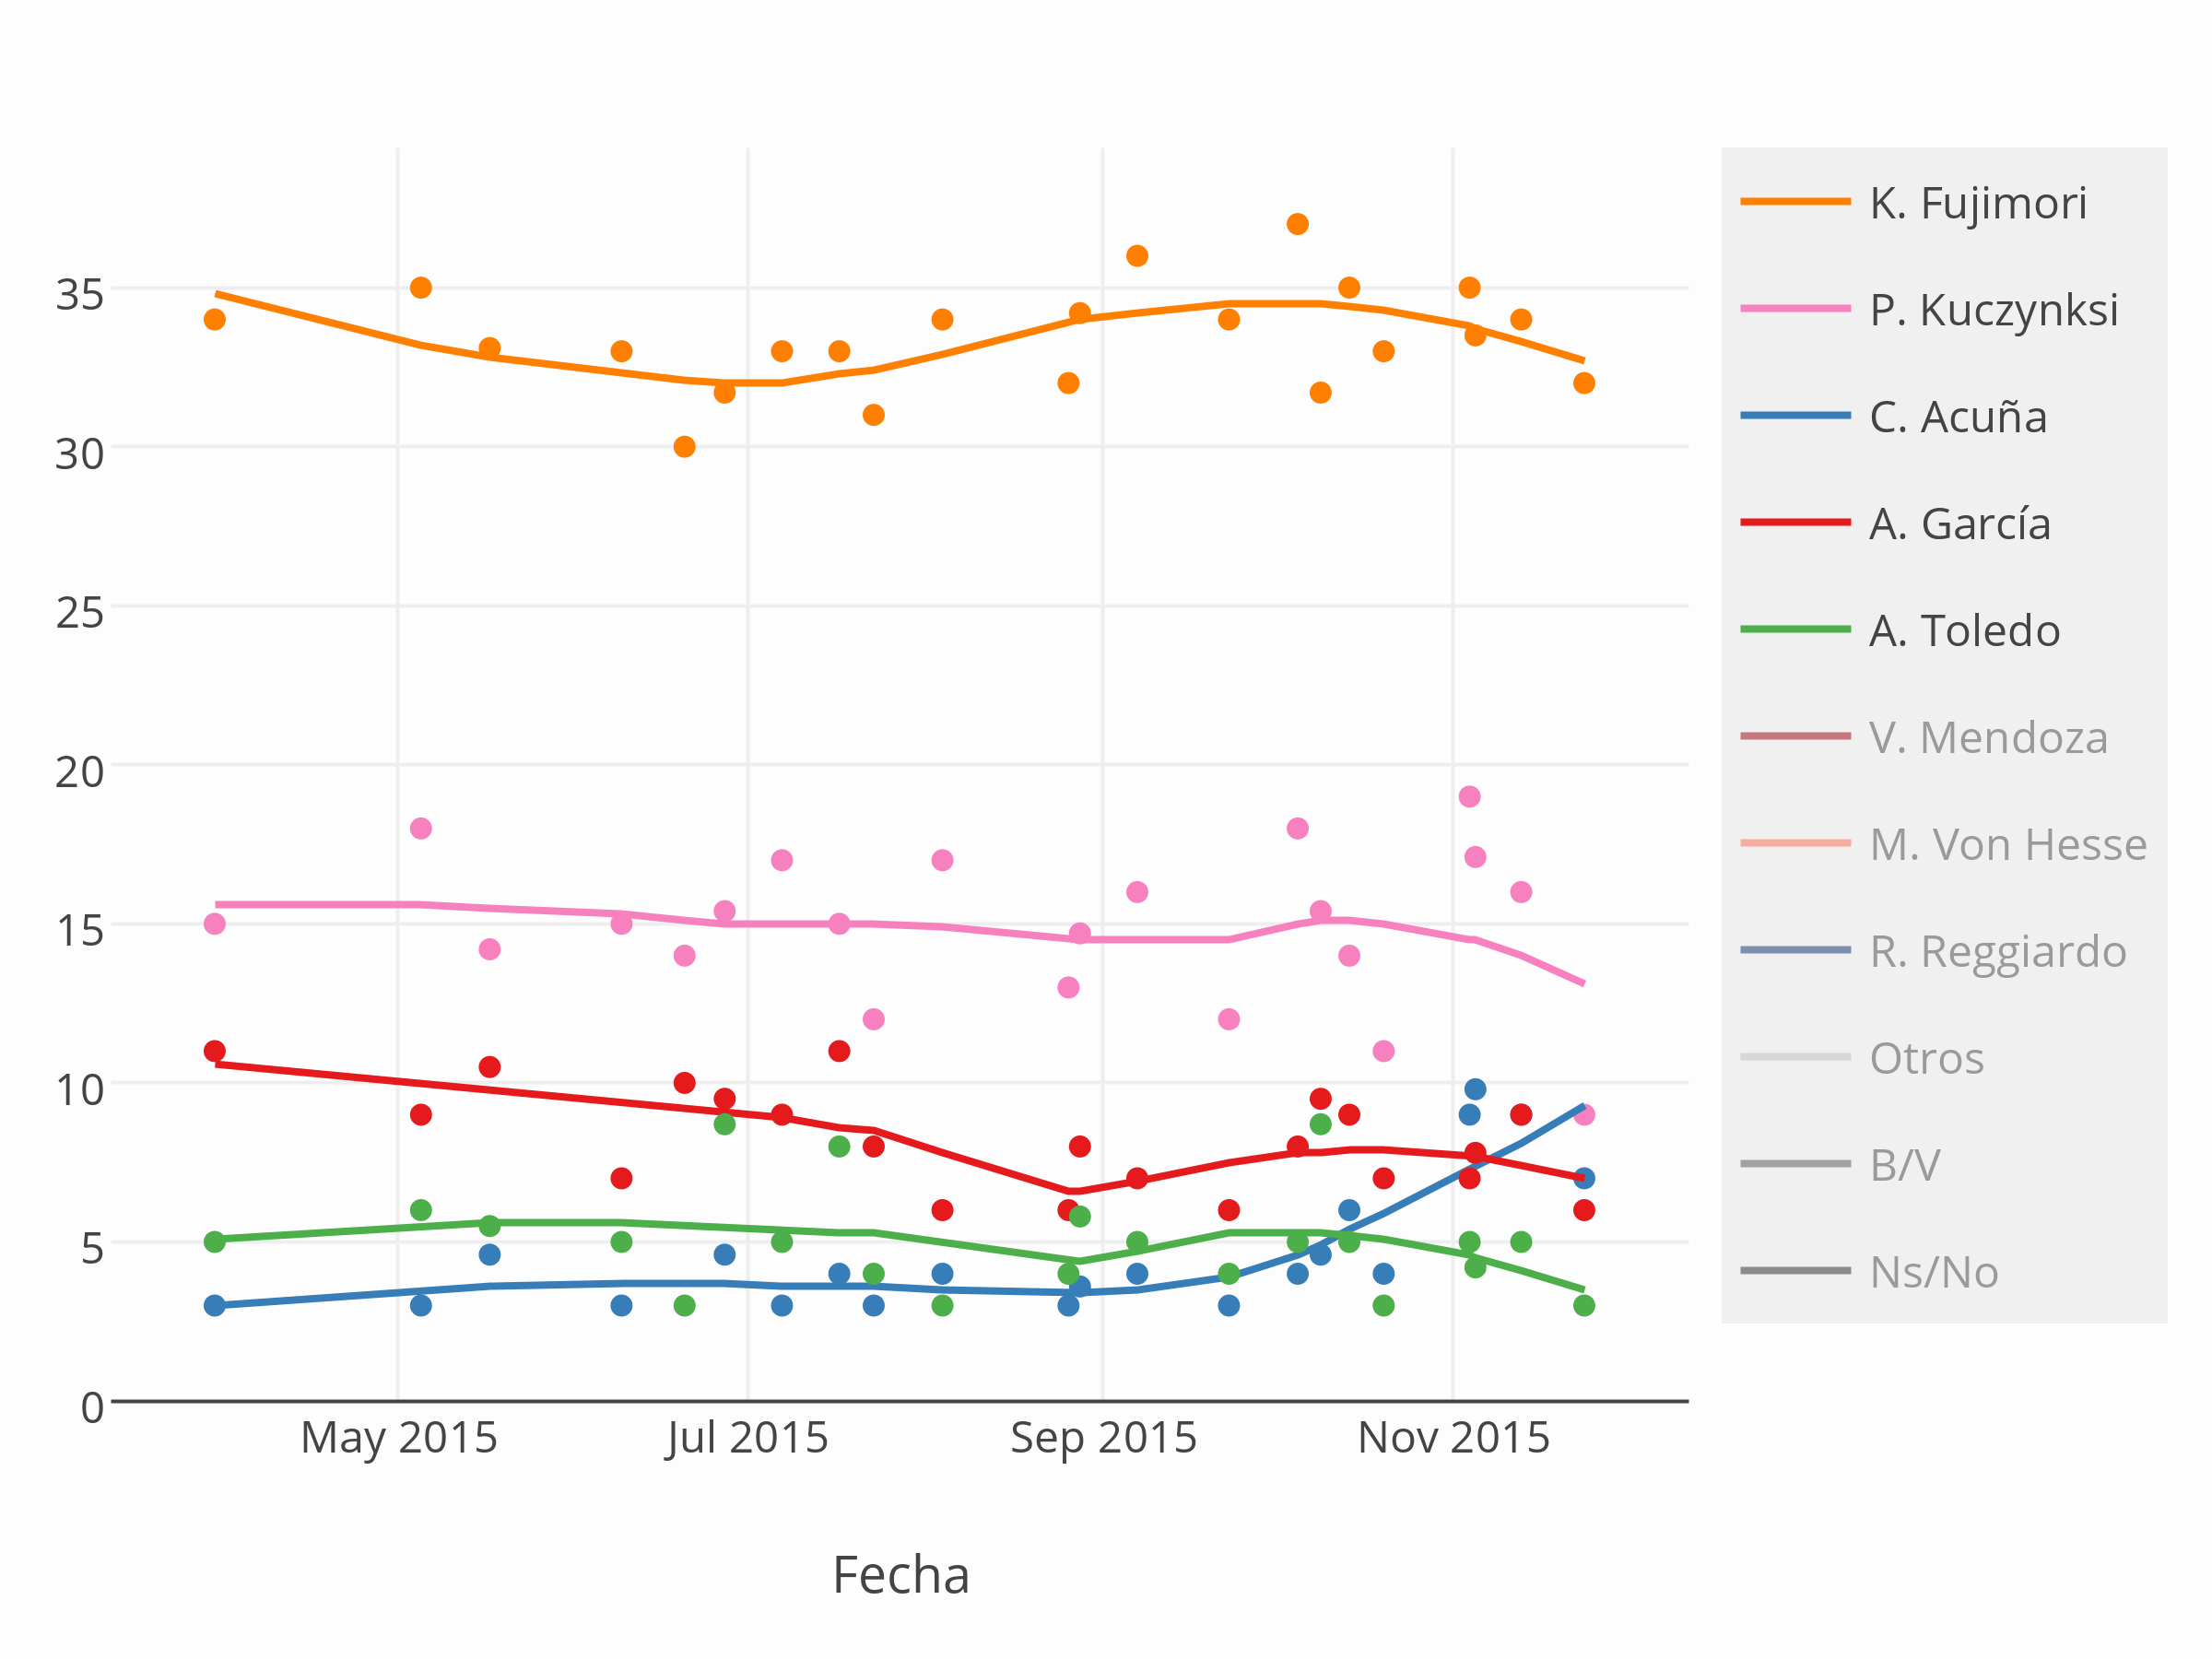 35
30
25
20
15
10
5
0
May 2015
Jul 2015
Sep 2015
Nov 2015
Fecha
K. Fujimori
P. Kuczynksi
C. Acuña
A. García
A. Toledo
V. Mendoza
M. Von Hesse
R. Reggiardo
Otros
B/V
Ns/No